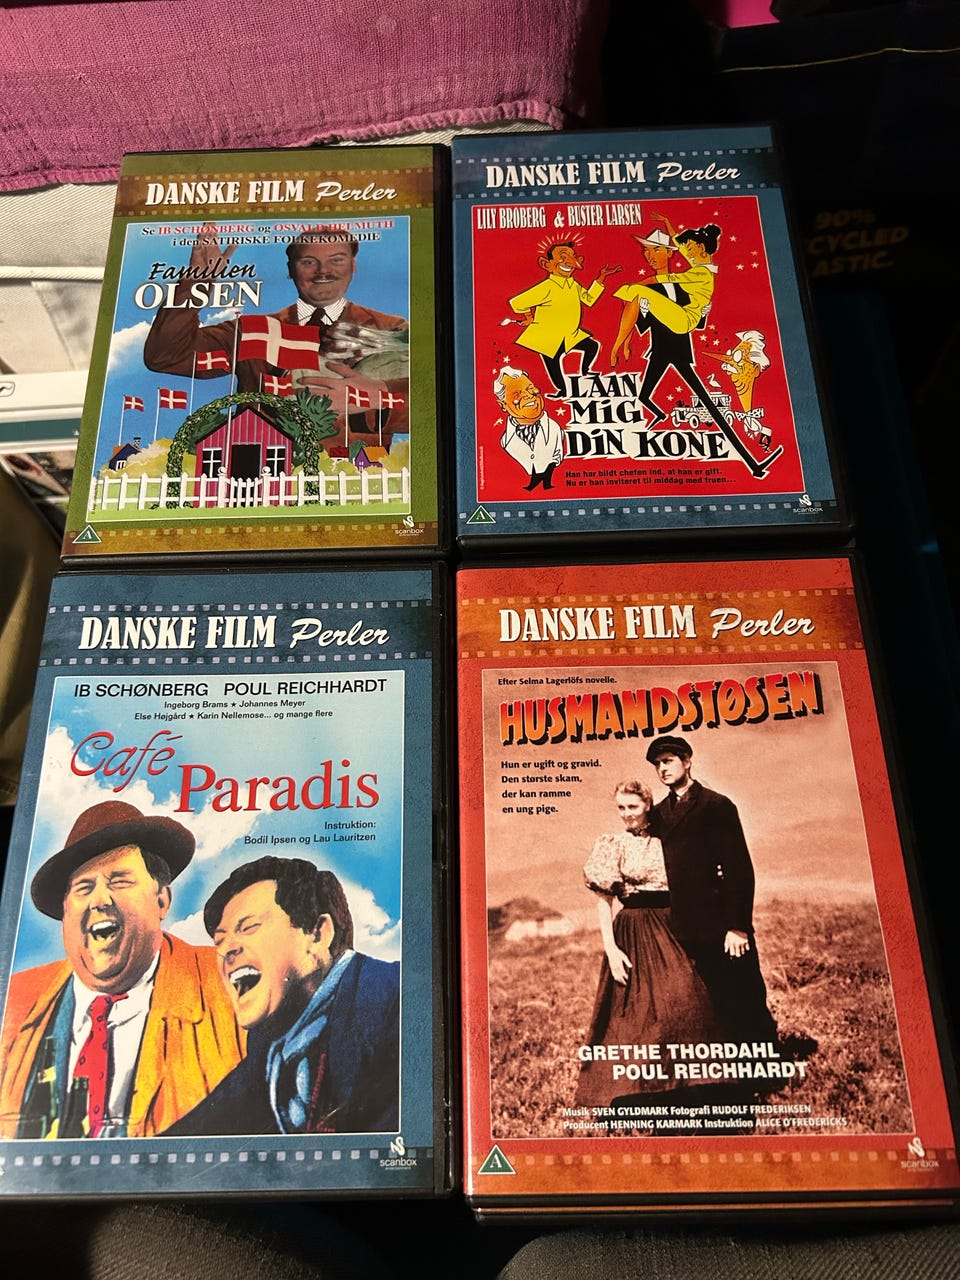 DANSKE FILM Perler
Se IB SCHØNBERG og OSVALD HELMUTH
i den SATIRISKE FOLKEKOMEDIE
Familien
OLSEN
A
scanbox
DANSKE FILM Perler
LILY BROBERG & BUSTER LARSEN
LAAN
MIG
DIN KONE
Han har bildt chefen ind, at han er gift.
Nu er han inviteret til middag med fruen...
A
scanbox
90%
CYCLED
ASTIC.
DANSKE FILM Perler
IB SCHØNBERG POUL REICHHARDT
Ingeborg Brams ★ Johannes Meyer
Else Højgård ★ Karin Nellemose... og mange flere
Café
Paradis
Instruktion:
Bodil Ipsen og Lau Lauritzen
scanbox
DANSKE FILM Perler
Efter Selma Lagerlöfs novelle.
HUSMANDSTØSEN
Hun er ugift og gravid.
Den største skam,
der kan ramme
en ung pige.
GRETHE THORDAHL
POUL REICHHARDT
Musik SVEN GYLDMARK Fotografi RUDOLF FREDERIKSEN
Producent HENNING KARMARK Instruktion ALICE O'FREDERICKS
A
scanbox